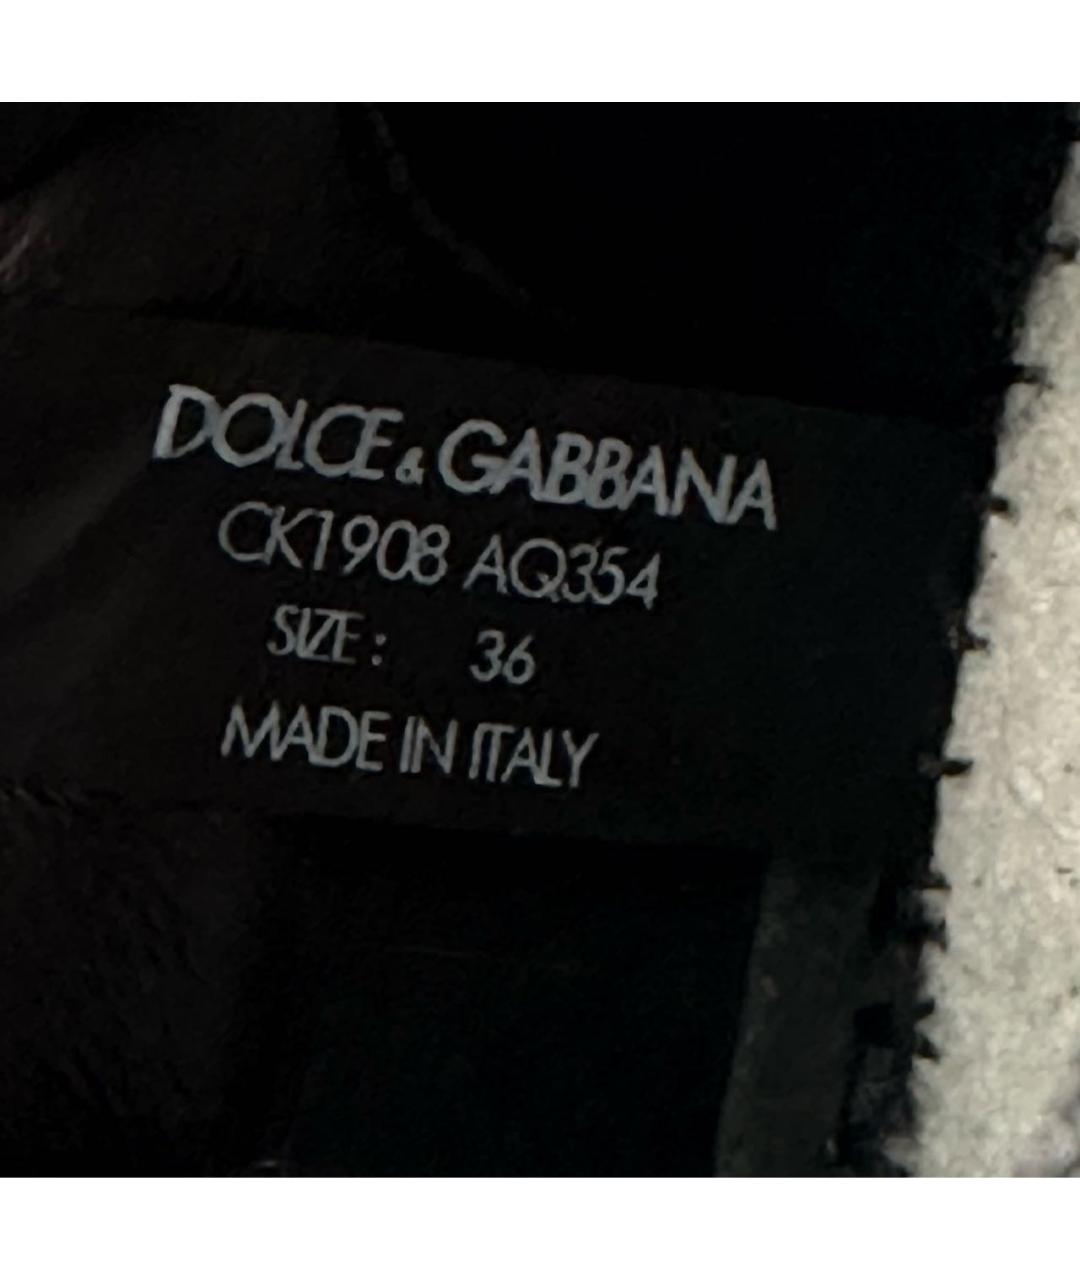 DOLCE & GABBANA
CK1908 AQ354
SIZE: 36
MADE IN ITALY